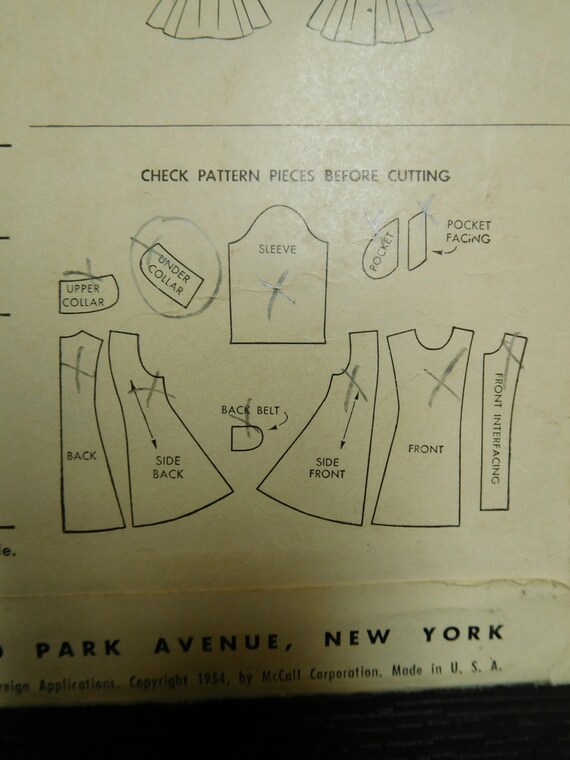 CHECK PATTERN PIECES BEFORE CUTTING
SLEEVE
POCKET
POCKET
FACING
UNDER
COLLAR
UPPER
COLLAR
BACK
SIDE
BACK
BACK BELT
SIDE
FRONT
FRONT
FRONT INTERFACING
PARK AVENUE, NEW YORK
Applications. Copyright 1954, by McCall Corporation. Made in U. S. A.